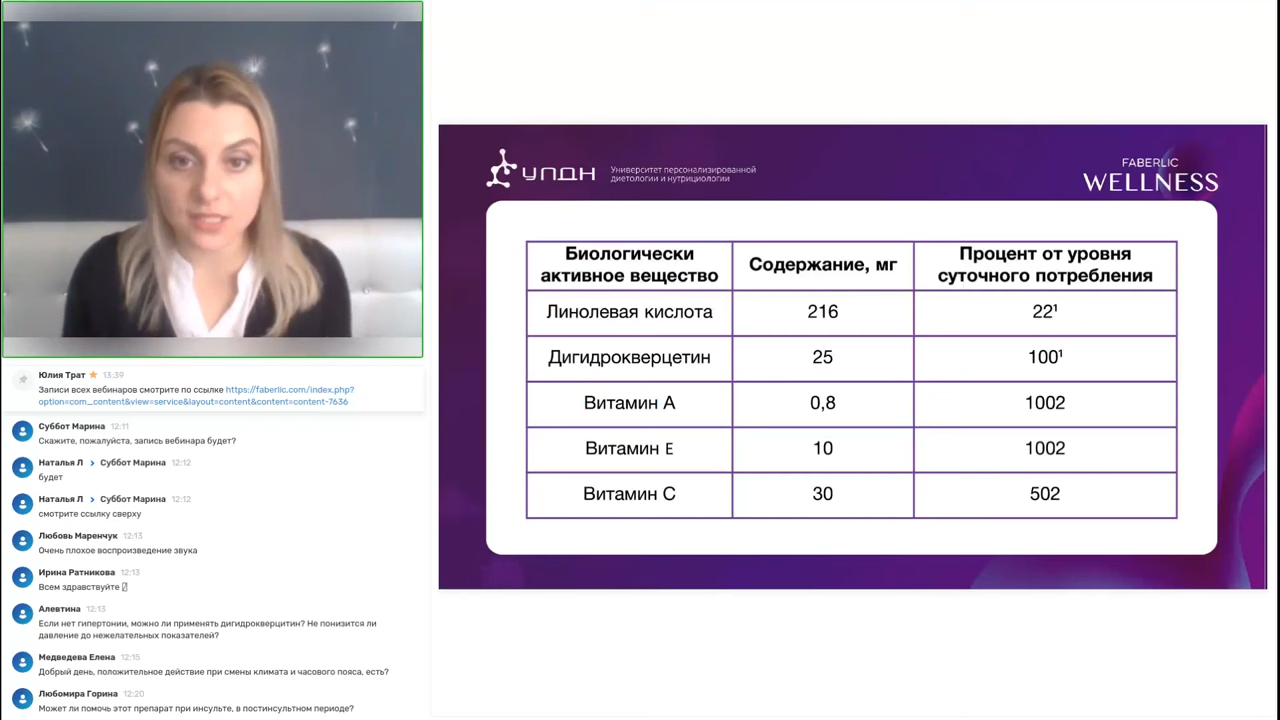 Юлия Трат 13:39
Записи всех вебинаров смотрите по ссылке https://faberlic.com/index.php?
option=com_content&view=service&layout=content&content=content-7636
Суббот Марина 12:11
Скажите, пожалуйста, запись вебинара будет?
Наталья Л > Суббот Марина 12:12
будет
Наталья Л > Суббот Марина 12:12
смотрите ссылку сверху
Любовь Маренчук 12:13
Очень плохое воспроизведение звука
Ирина Ратникова 12:13
Всем здравствуйте
Алевтина 12:13
Если нет гипертонии, можно ли применять дигидрокверцитин? Не понизится ли
давление до нежелательных показателей?
Медведева Елена 12:15
Добрый день, положительное действие при смены климата и часового пояса, есть?
Любомира Горина 12:20
Может ли помочь этот препарат при инсульте, в постинсультном периоде?
УПДН
Университет персонализированной
диетологии и нутрициологии
FABERLIC
WELLNESS
Биологически
активное вещество
Содержание, мг
Процент от уровня
суточного потребления
Линолевая кислота 216 22¹
Дигидрокверцетин 25 100¹
Витамин А 0,8 1002
Витамин Е 10 1002
Витамин С 30 502